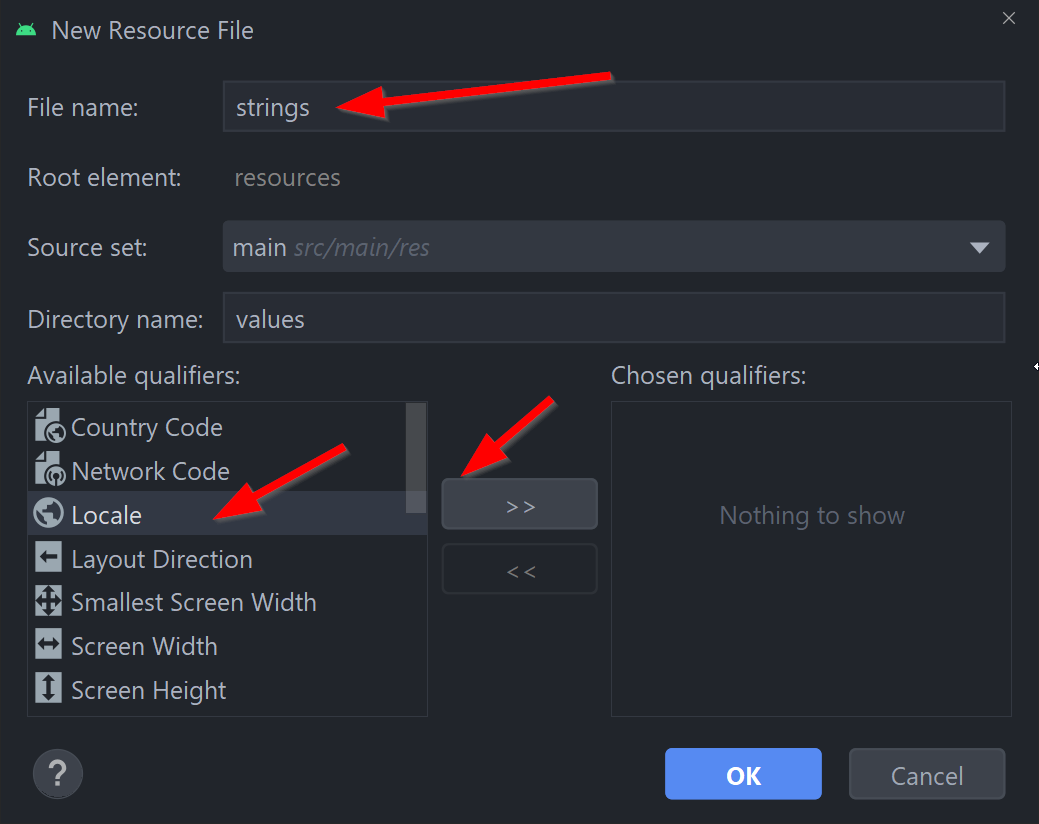 New Resource File
File name: strings
Root element: resources
Source set: main src/main/res
Directory name: values
Available qualifiers:
Chosen qualifiers:
Country Code
Network Code
Locale
Layout Direction
Smallest Screen Width
Screen Width
Screen Height
>>
<<
Nothing to show
?
OK
Cancel